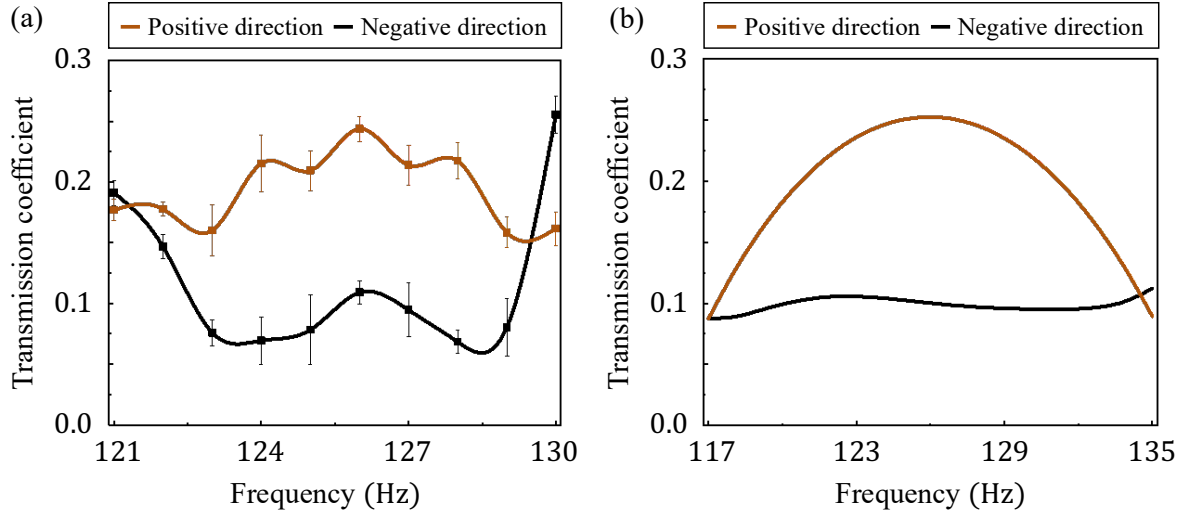 (a)
Positive direction Negative direction
0.3
0.2
0.1
0.0
Transmission coefficient
121 124 127 130
Frequency (Hz)
(b)
Positive direction Negative direction
0.3
0.2
0.1
0.0
Transmission coefficient
117 123 129 135
Frequency (Hz)